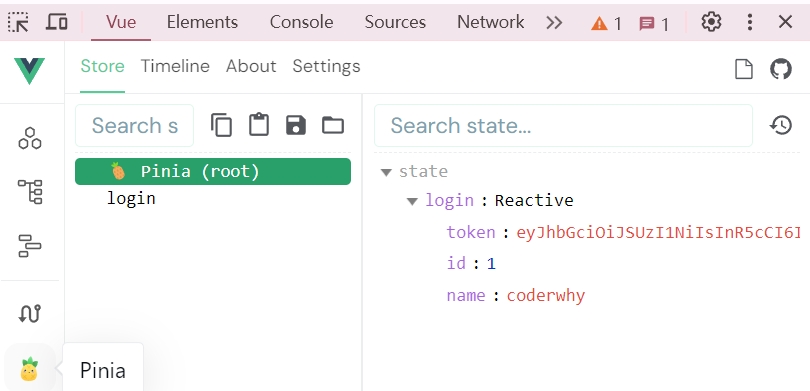 Vue Elements Console Sources Network 1 1
Store Timeline About Settings
Search s
Search state...
Pinia (root)
login
state
login : Reactive
token : eyJhbGciOiJSUzI1NiIsInR5cCI6I
id : 1
name : coderwhy
Pinia